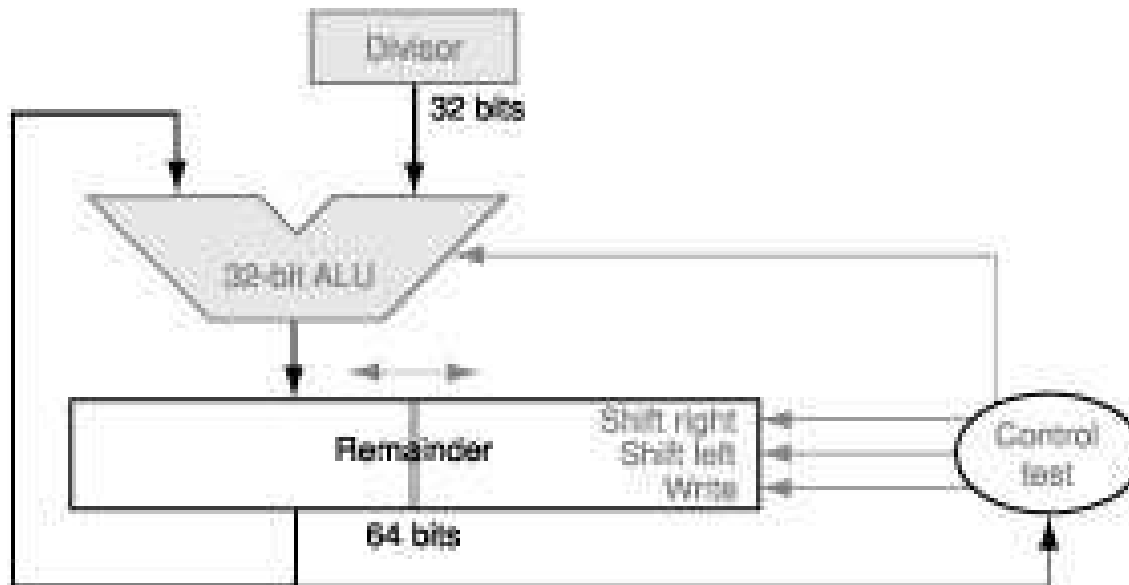 Divisor
32 bits
32-bit ALU
Remainder
Shift right
Shift left
Write
64 bits
Control
test